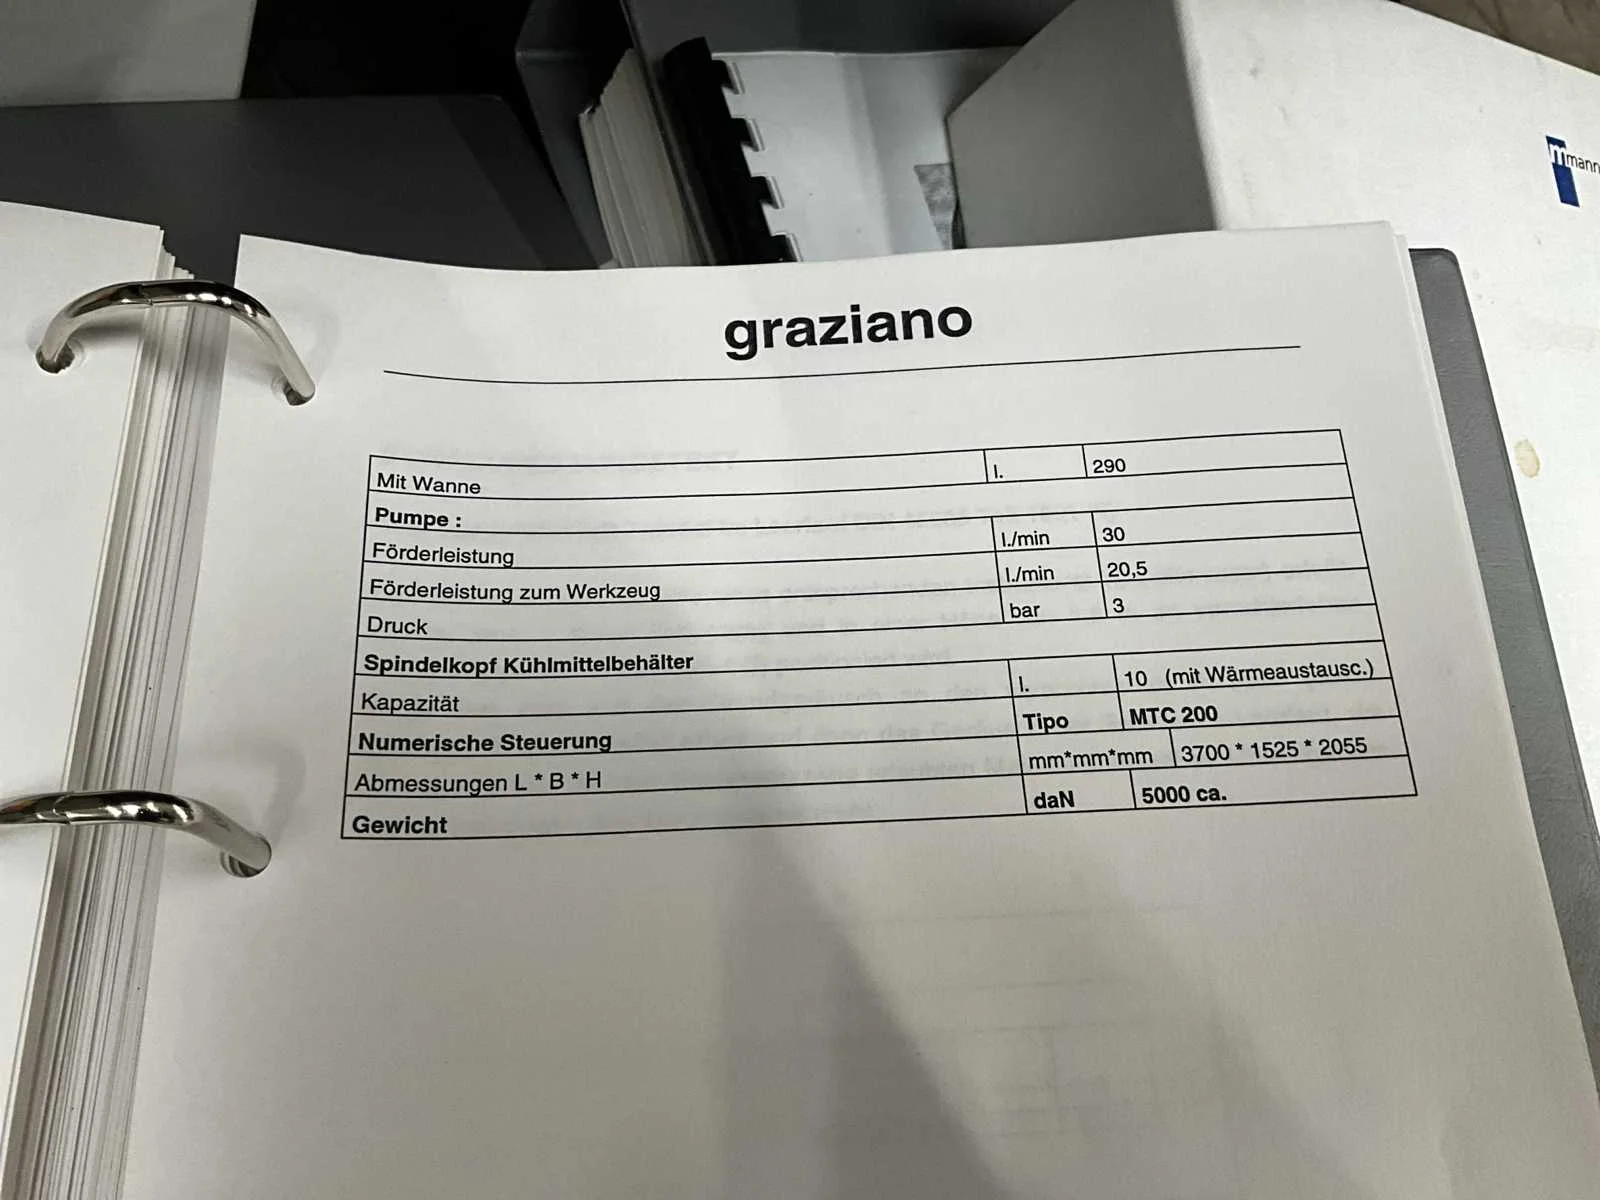 mmann
graziano
Mit Wanne l. 290
Pumpe :
Förderleistung l./min 30
Förderleistung zum Werkzeug l./min 20,5
Druck bar 3
Spindelkopf Kühlmittelbehälter
Kapazität l. 10 (mit Wärmeaustausc.)
Numerische Steuerung Tipo MTC 200
Abmessungen L * B * H mm*mm*mm 3700 * 1525 * 2055
Gewicht daN 5000 ca.